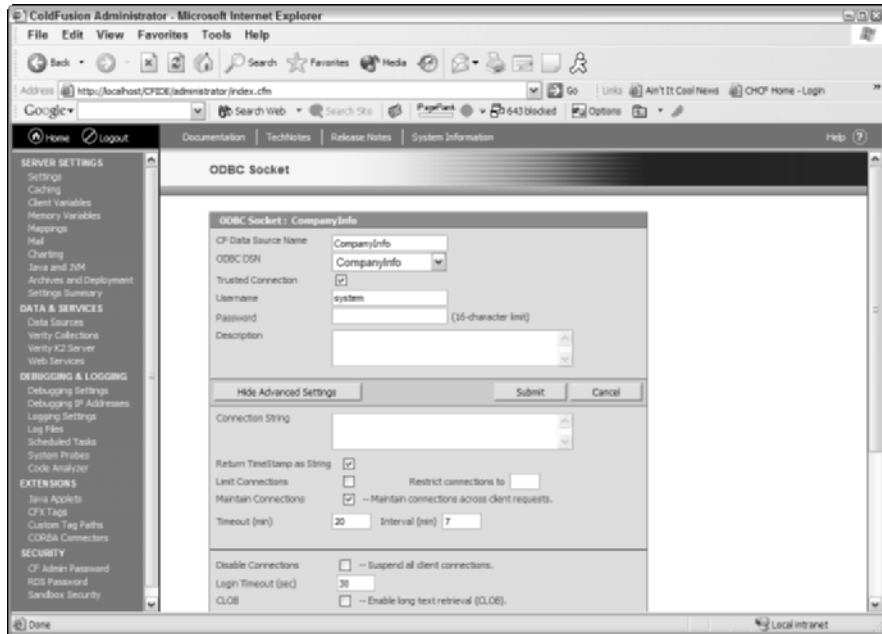 ColdFusion Administrator - Microsoft Internet Explorer
File Edit View Favorites Tools Help
Back Search Favorites Media
Address http://localhost/CFIDE/administrator/index.cfm Go Links Ain't It Cool News CHOP Home - Login
Google Search Web Search Site PageRank 643 blocked Options
Home Logout Documentation TechNotes Release Notes System Information Help ?
SERVER SETTINGS
Settings
Caching
Client Variables
Memory Variables
Mappings
Mail
Charting
Java and JVM
Archives and Deployment
Settings Summary
DATA & SERVICES
Data Sources
Verity Collections
Verity K2 Server
Web Services
DEBUGGING & LOGGING
Debugging Settings
Debugging IP Addresses
Logging Settings
Log Files
Scheduled Tasks
System Probes
Code Analyzer
EXTENSIONS
Java Applets
CFX Tags
Custom Tag Paths
CORBA Connectors
SECURITY
CF Admin Password
RDS Password
Sandbox Security
ODBC Socket
ODBC Socket : CompanyInfo
CF Data Source Name CompanyInfo
ODBC DSN CompanyInfo
Trusted Connection
Username system
Password (16-character limit)
Description
Hide Advanced Settings Submit Cancel
Connection String
Return TimeStamp as String
Limit Connections Restrict connections to
Maintain Connections -- Maintain connections across client requests.
Timeout (min) 20 Interval (min) 7
Disable Connections -- Suspend all client connections.
Login Timeout (sec) 30
CLOB -- Enable long text retrieval (CLOB).
Done Local intranet